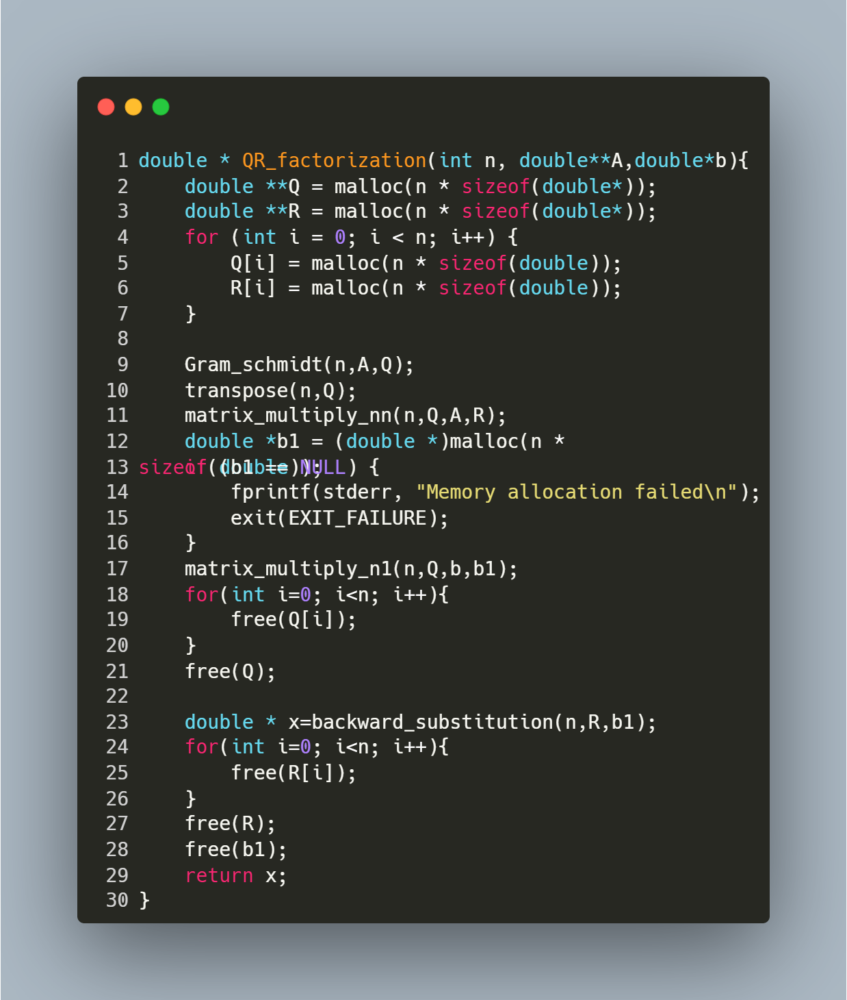 1 double * QR_factorization(int n, double**A,double*b){
2     double **Q = malloc(n * sizeof(double*));
3     double **R = malloc(n * sizeof(double*));
4     for (int i = 0; i < n; i++) {
5         Q[i] = malloc(n * sizeof(double));
6         R[i] = malloc(n * sizeof(double));
7     }
8
9     Gram_schmidt(n,A,Q);
10     transpose(n,Q);
11     matrix_multiply_nn(n,Q,A,R);
12     double *b1 = (double *)malloc(n *
sizeof(double));
13     if (b1 == NULL) {
14         fprintf(stderr, "Memory allocation failed\n");
15         exit(EXIT_FAILURE);
16     }
17     matrix_multiply_n1(n,Q,b,b1);
18     for(int i=0; i<n; i++){
19         free(Q[i]);
20     }
21     free(Q);
22
23     double * x=backward_substitution(n,R,b1);
24     for(int i=0; i<n; i++){
25         free(R[i]);
26     }
27     free(R);
28     free(b1);
29     return x;
30 }